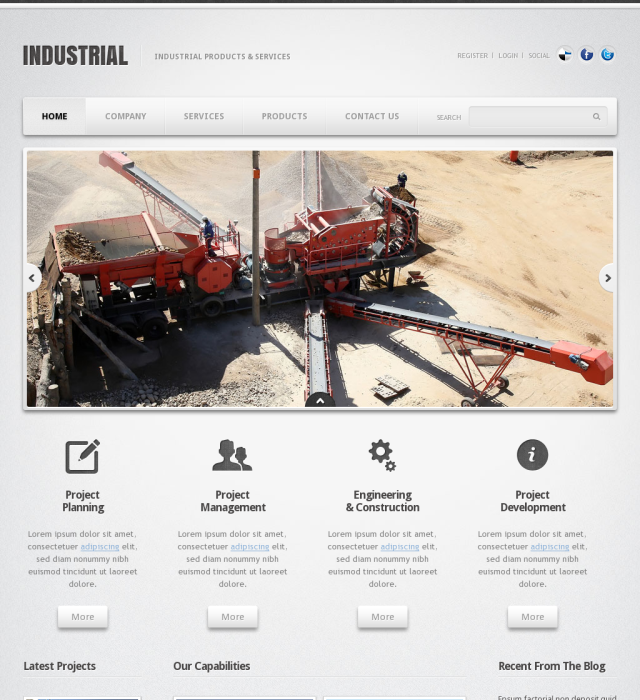 INDUSTRIAL
INDUSTRIAL PRODUCTS & SERVICES
REGISTER | LOGIN | SOCIAL
HOME
COMPANY
SERVICES
PRODUCTS
CONTACT US
SEARCH
Project
Planning
Lorem ipsum dolor sit amet,
consectetuer adipiscing elit,
sed diam nonummy nibh
euismod tincidunt ut laoreet
dolore.
More
Project
Management
Lorem ipsum dolor sit amet,
consectetuer adipiscing elit,
sed diam nonummy nibh
euismod tincidunt ut laoreet
dolore.
More
Engineering
& Construction
Lorem ipsum dolor sit amet,
consectetuer adipiscing elit,
sed diam nonummy nibh
euismod tincidunt ut laoreet
dolore.
More
Project
Development
Lorem ipsum dolor sit amet,
consectetuer adipiscing elit,
sed diam nonummy nibh
euismod tincidunt ut laoreet
dolore.
More
Latest Projects
Our Capabilities
Recent From The Blog
Epsum factorial non deposit quid